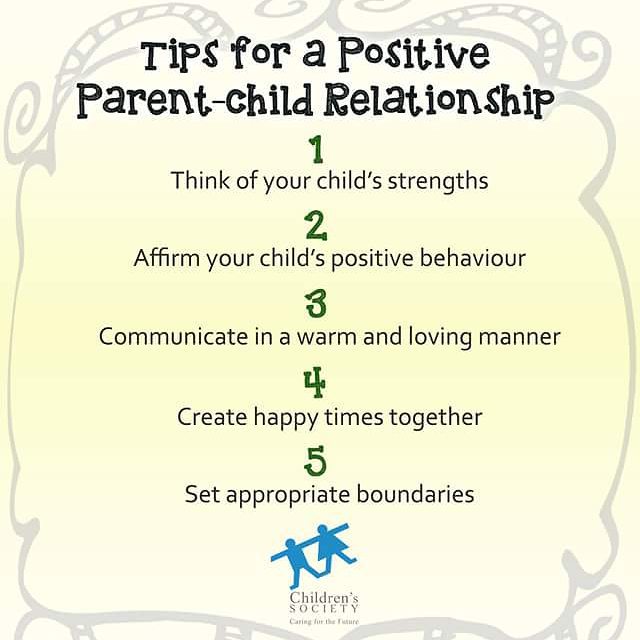 Tips for a Positive
Parent-child Relationship
1
Think of your child's strengths
2
Affirm your child's positive behaviour
3
Communicate in a warm and loving manner
4
Create happy times together
5
Set appropriate boundaries
Children's
SOCIETY
Caring for the Future